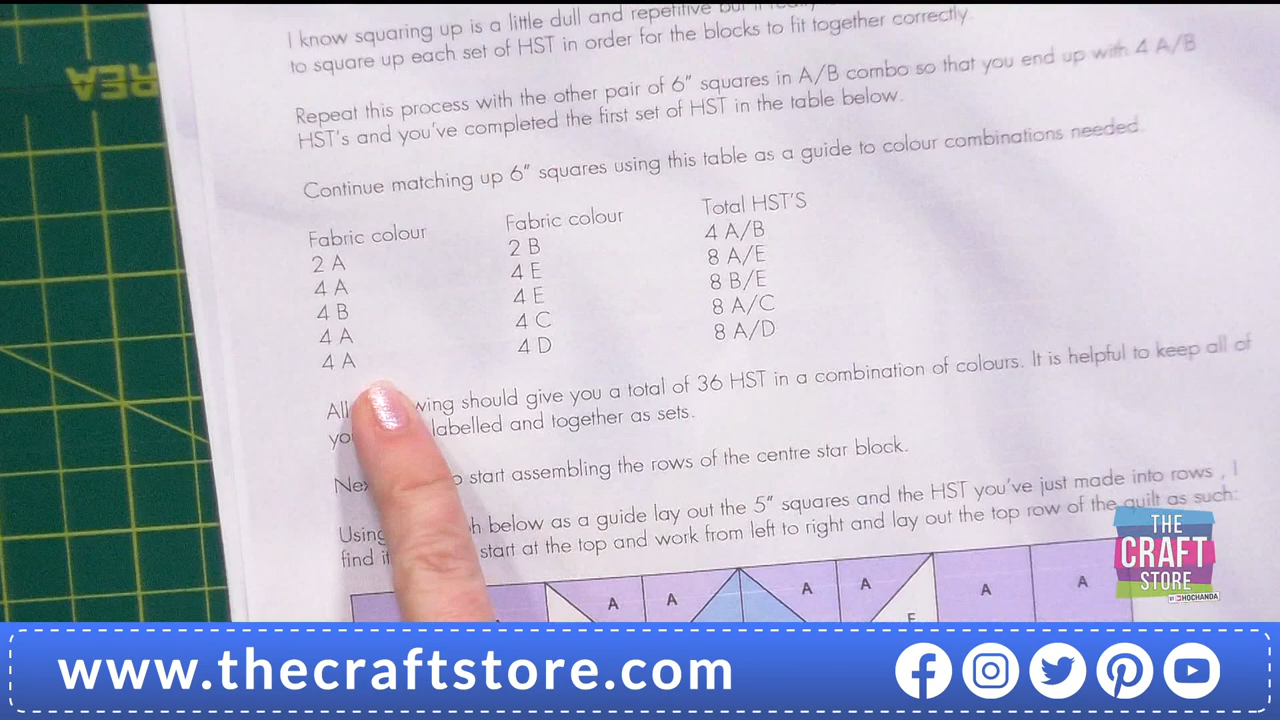 I know squaring up is a little dull and repetitive but it
to square up each set of HST in order for the blocks to fit together correctly.
Repeat this process with the other pair of 6" squares in A/B combo so that you end up with 4 A/B
HST's and you've completed the first set of HST in the table below.
Continue matching up 6" squares using this table as a guide to colour combinations needed.
Fabric colour Fabric colour Total HST'S
2 A 2 B 4 A/B
4 A 4 E 8 A/E
4 B 4 E 8 B/E
4 A 4 C 8 A/C
4 A 4 D 8 A/D
should give you a total of 36 HST in a combination of colours. It is helpful to keep all of
labelled and together as sets.
start assembling the rows of the centre star block.
Using below as a guide lay out the 5" squares and the HST you've just made into rows , I
find start at the top and work from left to right and lay out the top row of the quilt as such:
A A A A A A
E
THE
CRAFT
STORE
BY HOCHANDA
www.thecraftstore.com